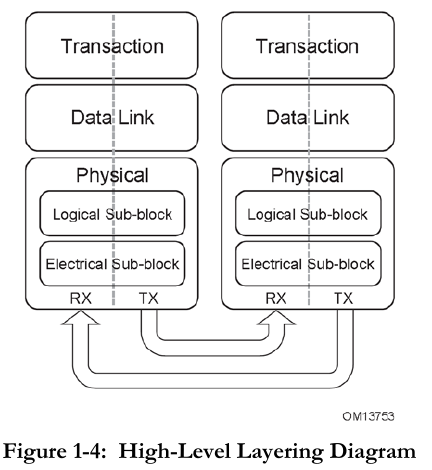 Transaction
Transaction
Data Link
Data Link
Physical
Physical
Logical Sub-block
Logical Sub-block
Electrical Sub-block
Electrical Sub-block
RX TX
RX TX
OM13753
Figure 1-4: High-Level Layering Diagram